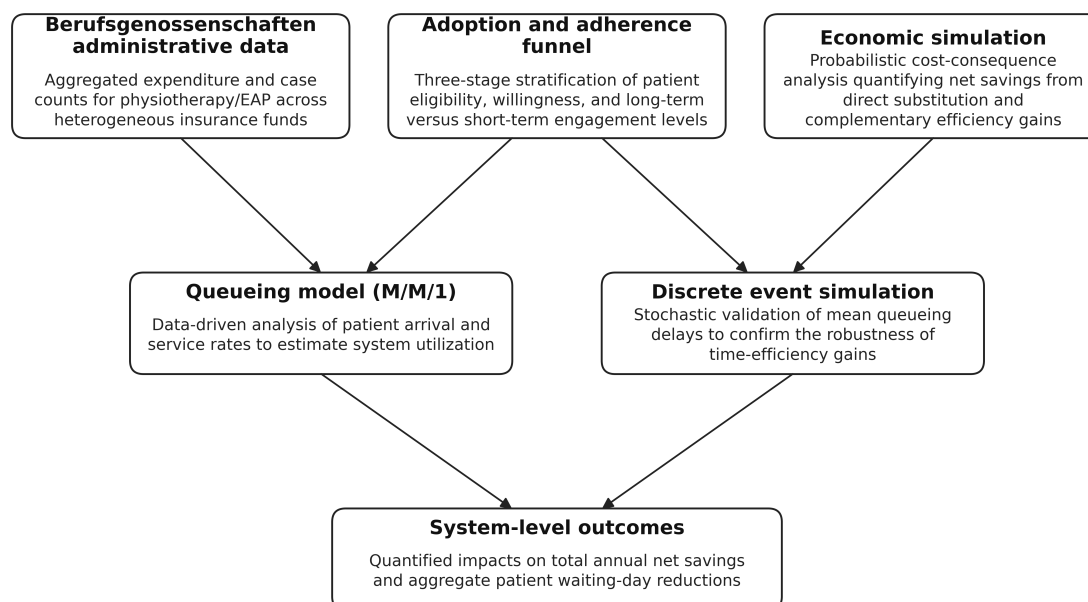 Berufsgenossenschaften
administrative data
Aggregated expenditure and case
counts for physiotherapy/EAP across
heterogeneous insurance funds
Adoption and adherence
funnel
Three-stage stratification of patient
eligibility, willingness, and long-term
versus short-term engagement levels
Economic simulation
Probabilistic cost-consequence
analysis quantifying net savings from
direct substitution and
complementary efficiency gains
Queueing model (M/M/1)
Data-driven analysis of patient arrival and
service rates to estimate system utilization
Discrete event simulation
Stochastic validation of mean queueing
delays to confirm the robustness of
time-efficiency gains
System-level outcomes
Quantified impacts on total annual net savings
and aggregate patient waiting-day reductions